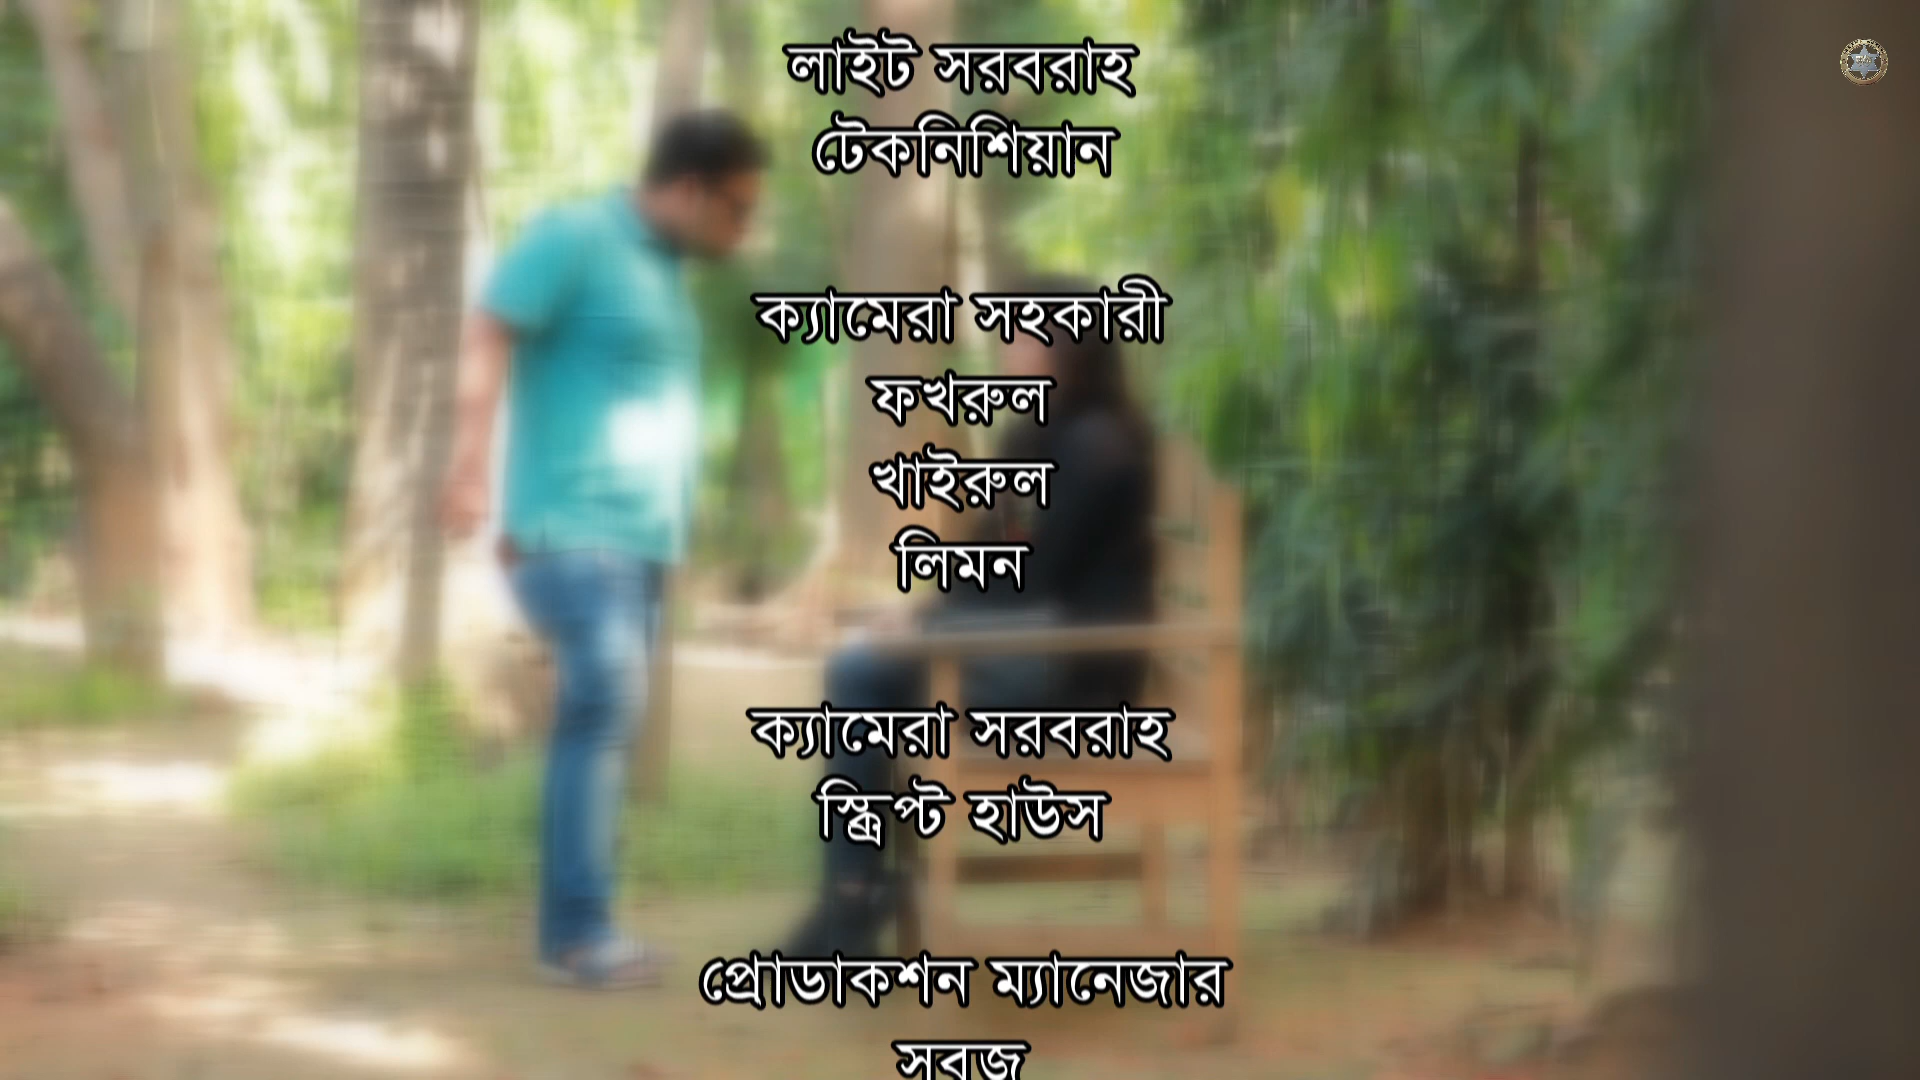 লাইট সরবরাহ
টেকনিশিয়ান
ক্যামেরা সহকারী
ফখরুল
খাইরুল
লিমন
ক্যামেরা সরবরাহ
স্ক্রিপ্ট হাউস
প্রোডাকশন ম্যানেজার
সবুজ